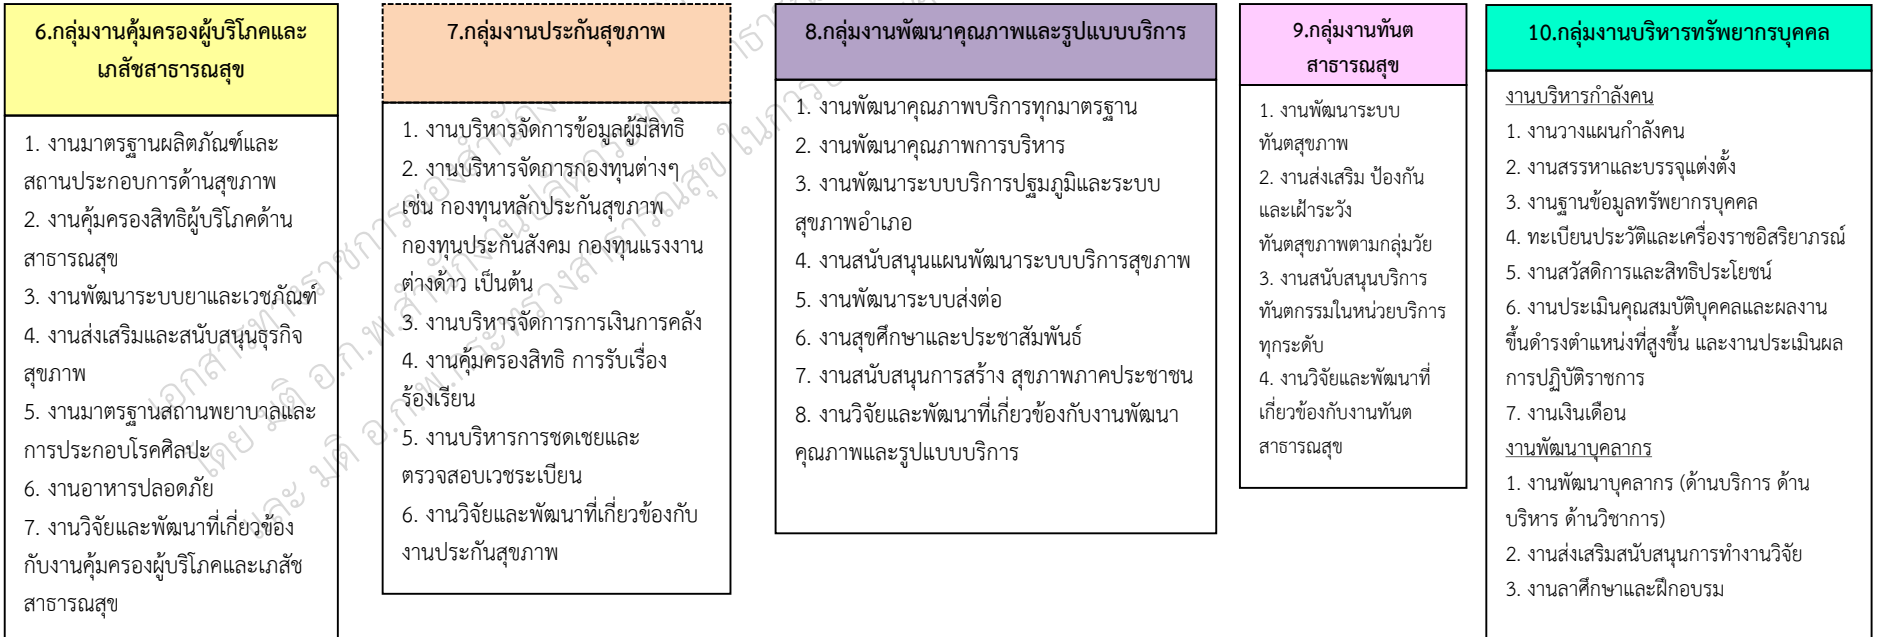 6.กลุ่มงานคุ้มครองผู้บริโภคและ
เภสัชสาธารณสุข
1. งานมาตรฐานผลิตภัณฑ์และ
สถานประกอบการด้านสุขภาพ
2. งานคุ้มครองสิทธิผู้บริโภคด้าน
สาธารณสุข
3. งานพัฒนาระบบยาและเวชภัณฑ์
4. งานส่งเสริมและสนับสนุนธุรกิจ
สุขภาพ
5. งานมาตรฐานสถานพยาบาลและ
การประกอบโรคศิลปะ
6. งานอาหารปลอดภัย
7. งานวิจัยและพัฒนาที่เกี่ยวข้อง
กับงานคุ้มครองผู้บริโภคและเภสัช
สาธารณสุข
7.กลุ่มงานประกันสุขภาพ
1. งานบริหารจัดการข้อมูลผู้มีสิทธิ
2. งานบริหารจัดการกองทุนต่างๆ
เช่น กองทุนหลักประกันสุขภาพ
กองทุนประกันสังคม กองทุนแรงงาน
ต่างด้าว เป็นต้น
3. งานบริหารจัดการการเงินการคลัง
4. งานคุ้มครองสิทธิ การรับเรื่อง
ร้องเรียน
5. งานบริหารการชดเชยและ
ตรวจสอบเวชระเบียน
6. งานวิจัยและพัฒนาที่เกี่ยวข้องกับ
งานประกันสุขภาพ
8.กลุ่มงานพัฒนาคุณภาพและรูปแบบบริการ
1. งานพัฒนาคุณภาพบริการทุกมาตรฐาน
2. งานพัฒนาคุณภาพการบริหาร
3. งานพัฒนาระบบบริการปฐมภูมิและระบบ
สุขภาพอำเภอ
4. งานสนับสนุนแผนพัฒนาระบบบริการสุขภาพ
5. งานพัฒนาระบบส่งต่อ
6. งานสุขศึกษาและประชาสัมพันธ์
7. งานสนับสนุนการสร้าง สุขภาพภาคประชาชน
8. งานวิจัยและพัฒนาที่เกี่ยวข้องกับงานพัฒนา
คุณภาพและรูปแบบบริการ
9.กลุ่มงานทันต
สาธารณสุข
1. งานพัฒนาระบบ
ทันตสุขภาพ
2. งานส่งเสริม ป้องกัน
และเฝ้าระวัง
ทันตสุขภาพตามกลุ่มวัย
3. งานสนับสนุนบริการ
ทันตกรรมในหน่วยบริการ
ทุกระดับ
4. งานวิจัยและพัฒนาที่
เกี่ยวข้องกับงานทันต
สาธารณสุข
10.กลุ่มงานบริหารทรัพยากรบุคคล
งานบริหารกำลังคน
1. งานวางแผนกำลังคน
2. งานสรรหาและบรรจุแต่งตั้ง
3. งานฐานข้อมูลทรัพยากรบุคคล
4. ทะเบียนประวัติและเครื่องราชอิสริยาภรณ์
5. งานสวัสดิการและสิทธิประโยชน์
6. งานประเมินคุณสมบัติบุคคลและผลงาน
ขึ้นดำรงตำแหน่งที่สูงขึ้น และงานประเมินผล
การปฏิบัติราชการ
7. งานเงินเดือน
งานพัฒนาบุคลากร
1. งานพัฒนาบุคลากร (ด้านบริการ ด้าน
บริหาร ด้านวิชาการ)
2. งานส่งเสริมสนับสนุนการทำงานวิจัย
3. งานลาศึกษาและฝึกอบรม